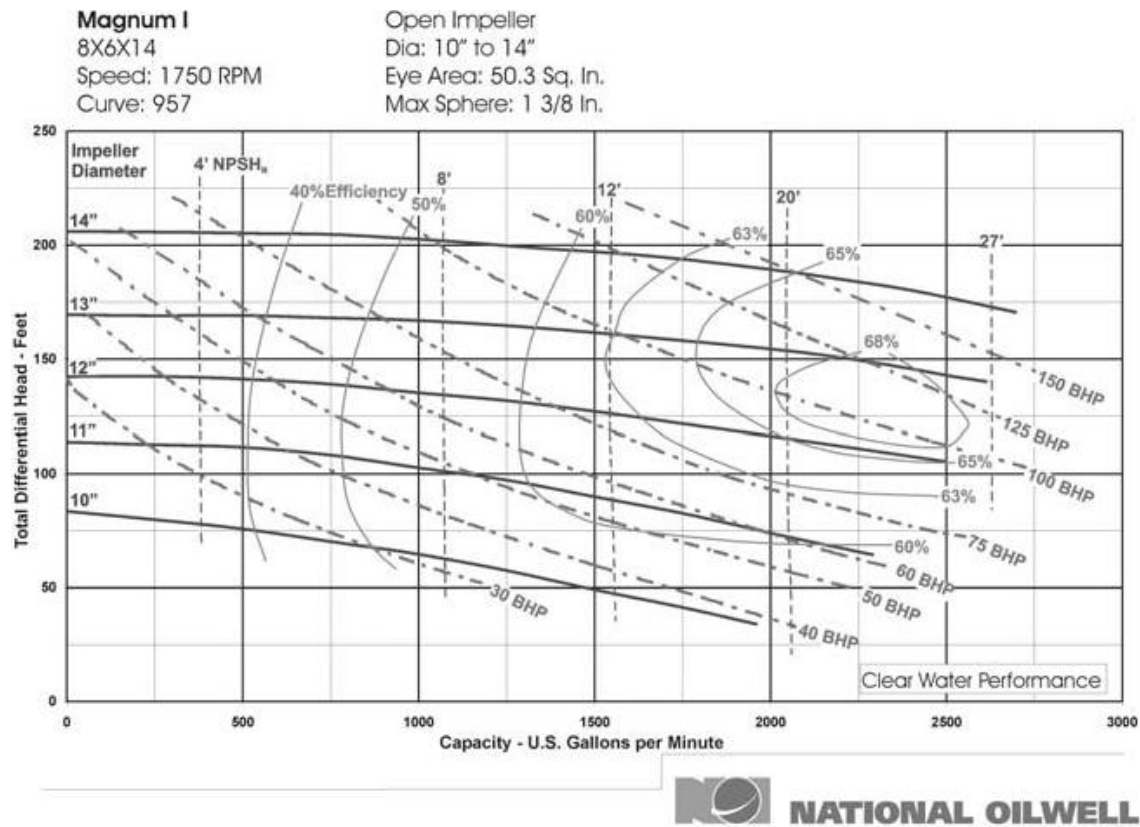 Magnum I
8X6X14
Speed: 1750 RPM
Curve: 957
Open Impeller
Dia: 10" to 14"
Eye Area: 50.3 Sq. In.
Max Sphere: 1 3/8 In.
Total Differential Head - Feet
250
200
150
100
50
0
Impeller
Diameter
14"
13"
12"
11"
10"
4' NPSHR
8'
12'
20'
27'
40%Efficiency
50%
60%
63%
65%
68%
65%
63%
60%
150 BHP
125 BHP
100 BHP
75 BHP
60 BHP
50 BHP
40 BHP
30 BHP
Clear Water Performance
0
500
1000
1500
2000
2500
3000
Capacity - U.S. Gallons per Minute
NATIONAL OILWELL